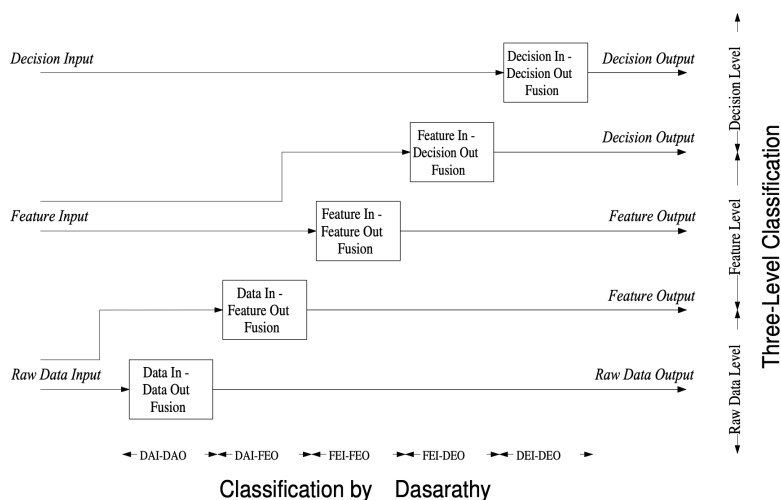 Decision Input
Decision In -
Decision Out
Fusion
Decision Output
Feature In -
Decision Out
Fusion
Decision Output
Feature Input
Feature In -
Feature Out
Fusion
Feature Output
Data In -
Feature Out
Fusion
Feature Output
Raw Data Input
Data In -
Data Out
Fusion
Raw Data Output
DAI-DAO
DAI-FEO
FEI-FEO
FEI-DEO
DEI-DEO
Classification by Dasarathy
Decision Level
Feature Level
Raw Data Level
Three-Level Classification